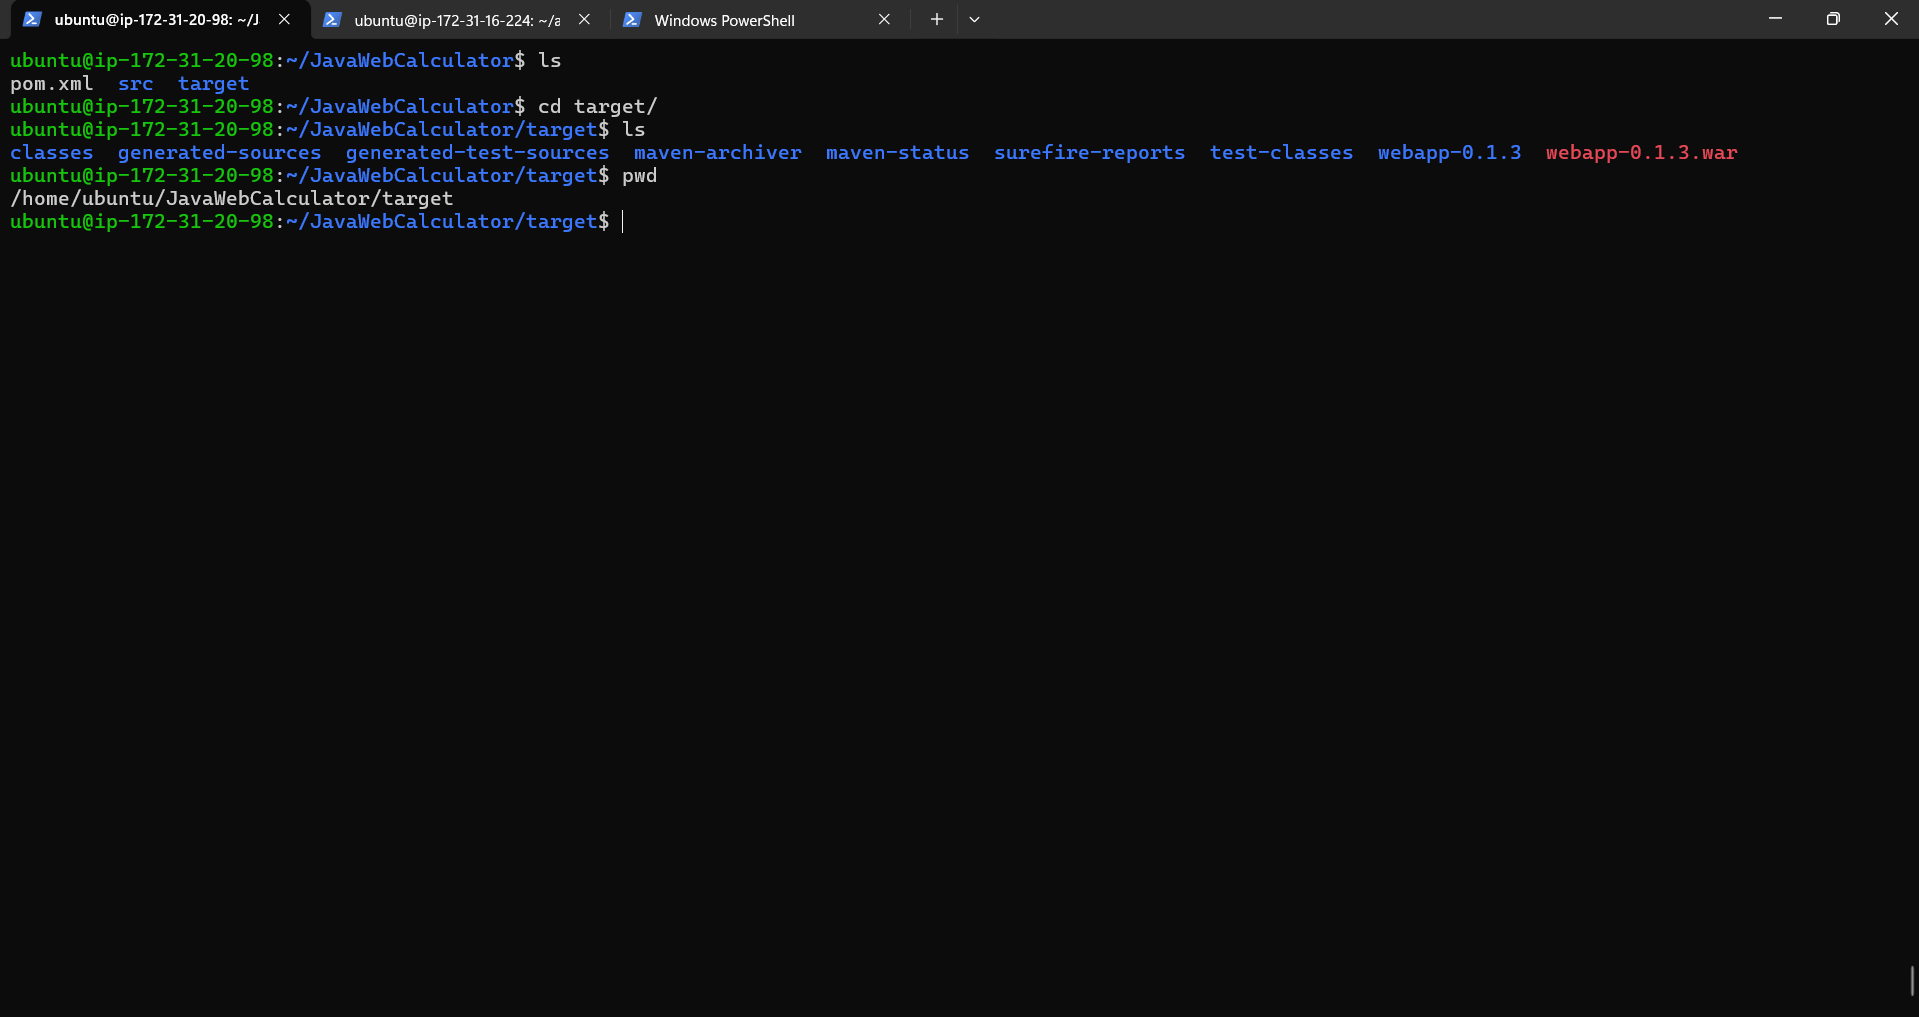 ubuntu@ip-172-31-20-98: ~/J
ubuntu@ip-172-31-16-224: ~/a
Windows PowerShell
ubuntu@ip-172-31-20-98:~/JavaWebCalculator$ ls
pom.xml  src  target
ubuntu@ip-172-31-20-98:~/JavaWebCalculator$ cd target/
ubuntu@ip-172-31-20-98:~/JavaWebCalculator/target$ ls
classes  generated-sources  generated-test-sources  maven-archiver  maven-status  surefire-reports  test-classes  webapp-0.1.3  webapp-0.1.3.war
ubuntu@ip-172-31-20-98:~/JavaWebCalculator/target$ pwd
/home/ubuntu/JavaWebCalculator/target
ubuntu@ip-172-31-20-98:~/JavaWebCalculator/target$